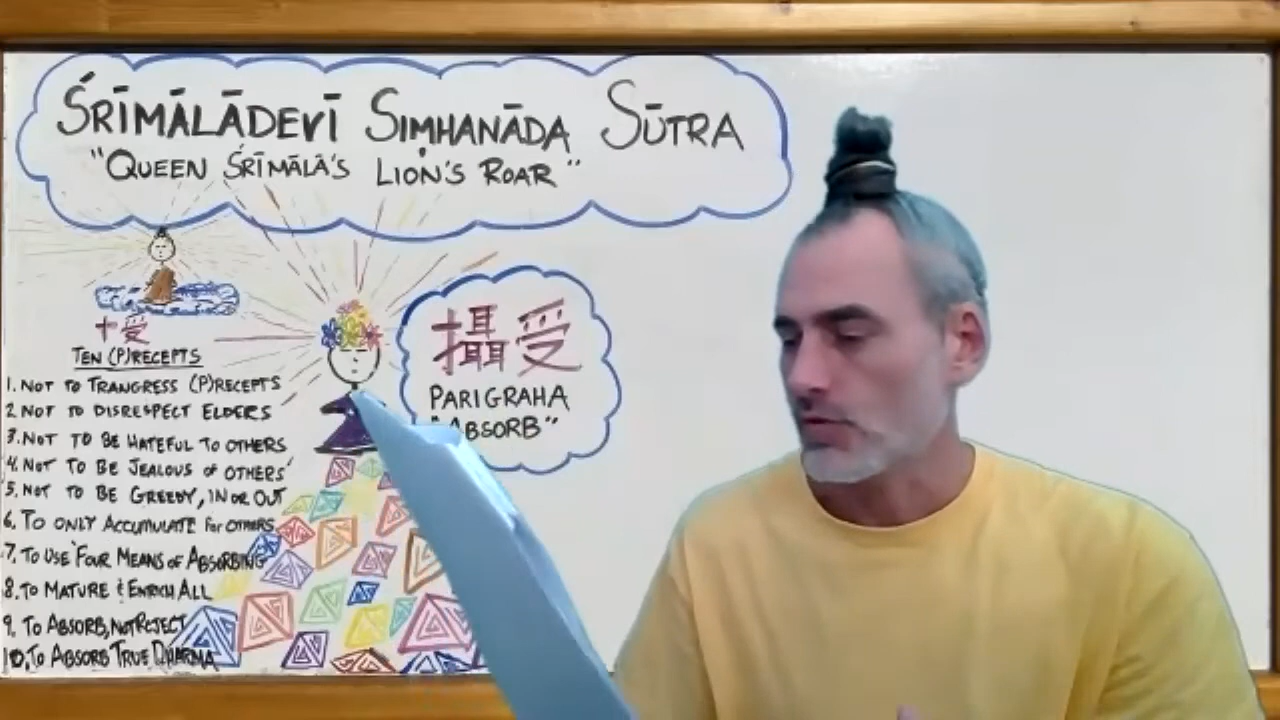 ŚRĪMĀLĀDEVĪ SIṂHANĀDA SŪTRA
"QUEEN ŚRĪMĀLĀ'S LION'S ROAR"
十受
TEN (P)RECEPTS
1. NOT TO TRANGRESS (P)RECEPTS
2. NOT TO DISRESPECT ELDERS
3. NOT TO BE HATEFUL TO OTHERS
4. NOT TO BE JEALOUS OF OTHERS'
5. NOT TO BE GREEDY, IN OR OUT
6. TO ONLY ACCUMULATE FOR OTHERS
7. TO USE 'FOUR MEANS OF ABSORBING'
8. TO MATURE & ENRICH ALL
9. TO ABSORB, NOT REJECT
10. TO ABSORB TRUE DHARMA
攝受
PARIGRAHA
"ABSORB"